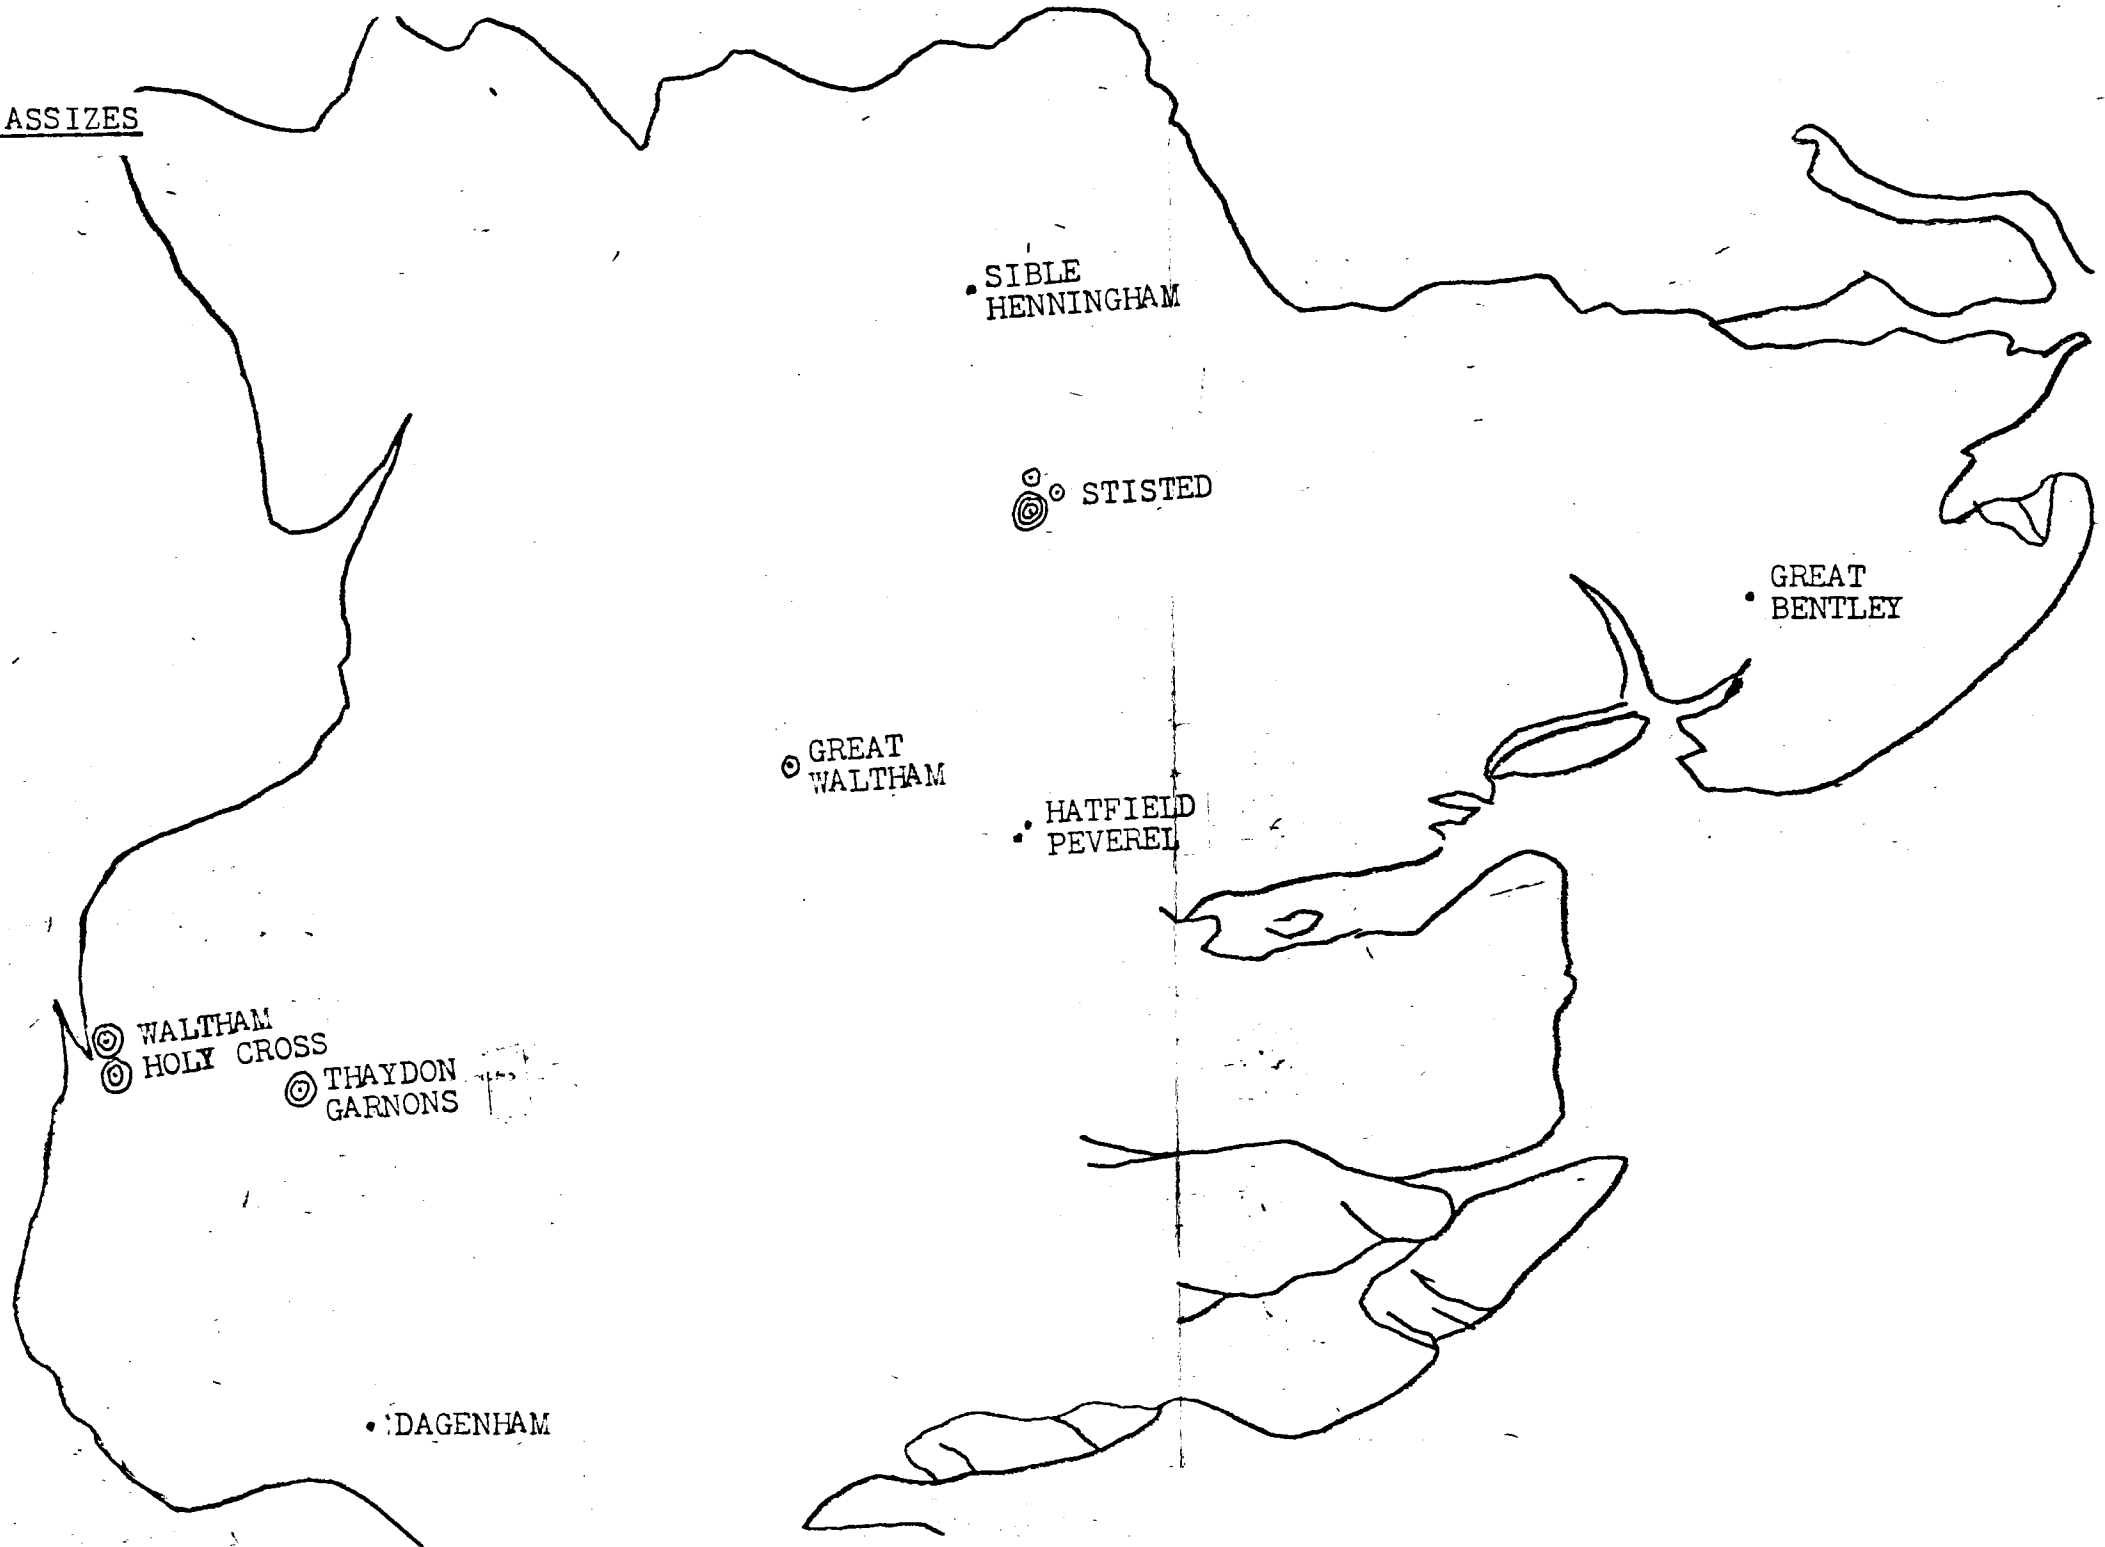 ASSIZES
SIBLE
HENNINGHAM
STISTED
GREAT
BENTLEY
GREAT
WALTHAM
HATFIELD
PEVEREL
WALTHAM
HOLY CROSS
THAYDON
GARNONS
DAGENHAM